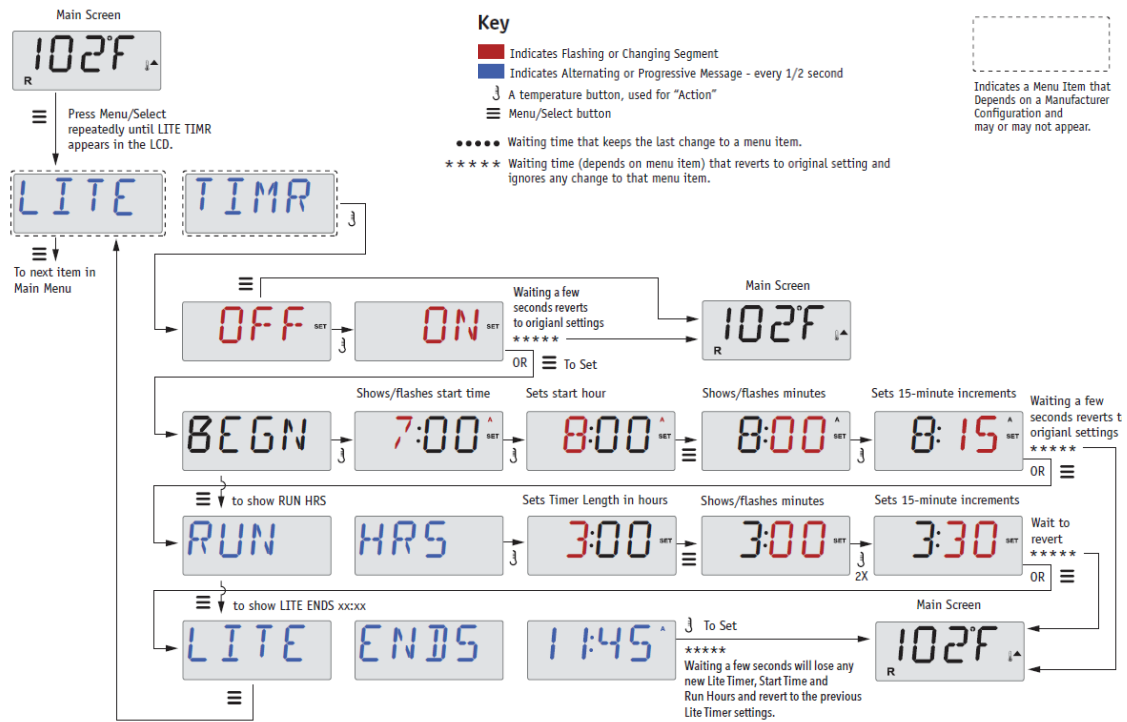 Main Screen
102°F
R
Press Menu/Select
repeatedly until LITE TIMR
appears in the LCD.
Key
Indicates Flashing or Changing Segment
Indicates Alternating or Progressive Message - every 1/2 second
A temperature button, used for "Action"
Menu/Select button
Waiting time that keeps the last change to a menu item.
* * * * * Waiting time (depends on menu item) that reverts to original setting and
ignores any change to that menu item.
Indicates a Menu Item that
Depends on a Manufacturer
Configuration and
may or may not appear.
LITE TIMR
To next item in
Main Menu
OFF SET
ON SET
Waiting a few
seconds reverts
to origianl settings
*****
OR To Set
Main Screen
102°F
R
BEGN
Shows/flashes start time
7:00 A SET
Sets start hour
8:00 A SET
Shows/flashes minutes
8:00 A SET
Sets 15-minute increments
8:15 A SET
Waiting a few
seconds reverts t
origianl settings
*****
OR
to show RUN HRS
RUN HRS
Sets Timer Length in hours
3:00 SET
Shows/flashes minutes
3:00 SET
2X
Sets 15-minute increments
3:30 SET
Wait to
revert
*****
OR
to show LITE ENDS xx:xx
LITE ENDS 11:45 A
To Set
*****
Waiting a few seconds will lose any
new Lite Timer, Start Time and
Run Hours and revert to the previous
Lite Timer settings.
Main Screen
102°F
R